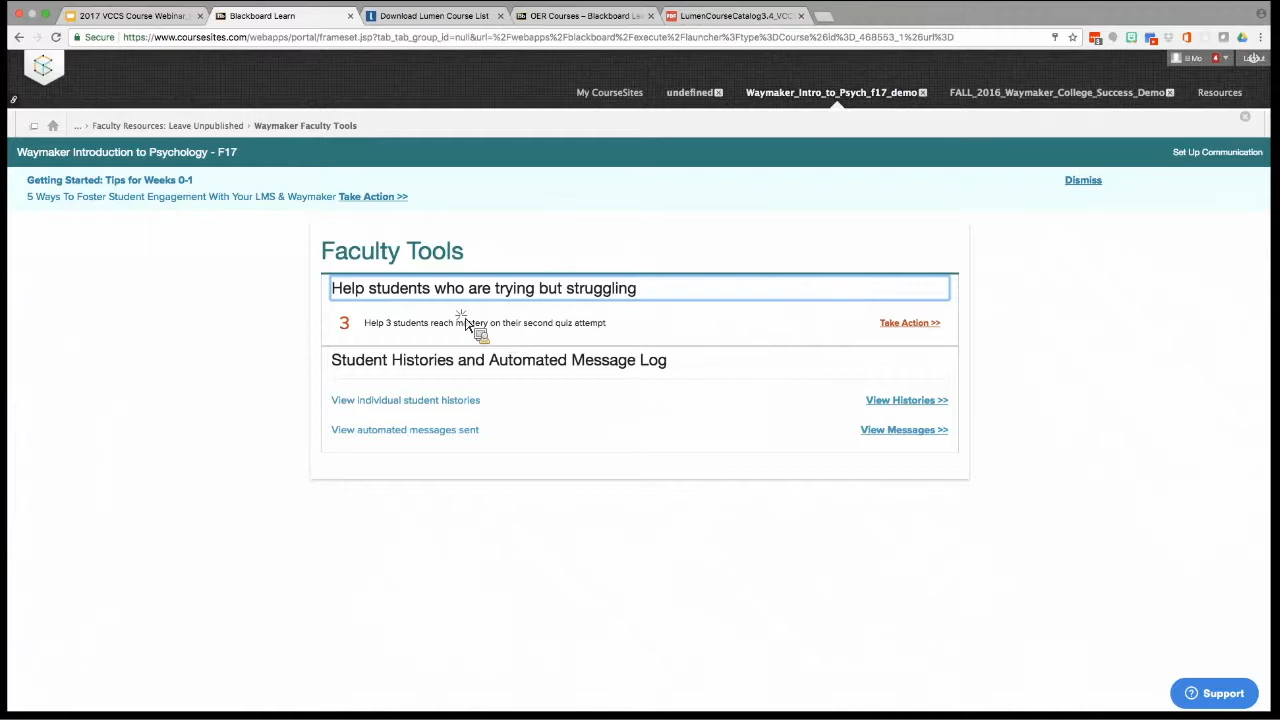 2017 VCCS Course Webinar_
Blackboard Learn
Download Lumen Course List
OER Courses – Blackboard Le
LumenCourseCatalog3.4_VCC
Secure
https://www.coursesites.com/webapps/portal/frameset.jsp?tab_tab_group_id=null&url=%2Fwebapps%2Fblackboard%2Fexecute%2Flauncher%3Ftype%3DCourse%26id%3D_468553_1%26url%3D
4
My CourseSites
undefined
Waymaker_Intro_to_Psych_f17_demo
FALL_2016_Waymaker_College_Success_Demo
Resources
... › Faculty Resources: Leave Unpublished › Waymaker Faculty Tools
Waymaker Introduction to Psychology - F17
Set Up Communication
Getting Started: Tips for Weeks 0-1
Dismiss
5 Ways To Foster Student Engagement With Your LMS & Waymaker Take Action >>
Faculty Tools
Help students who are trying but struggling
3 Help 3 students reach mastery on their second quiz attempt
Take Action >>
Student Histories and Automated Message Log
View individual student histories
View Histories >>
View automated messages sent
View Messages >>
Support